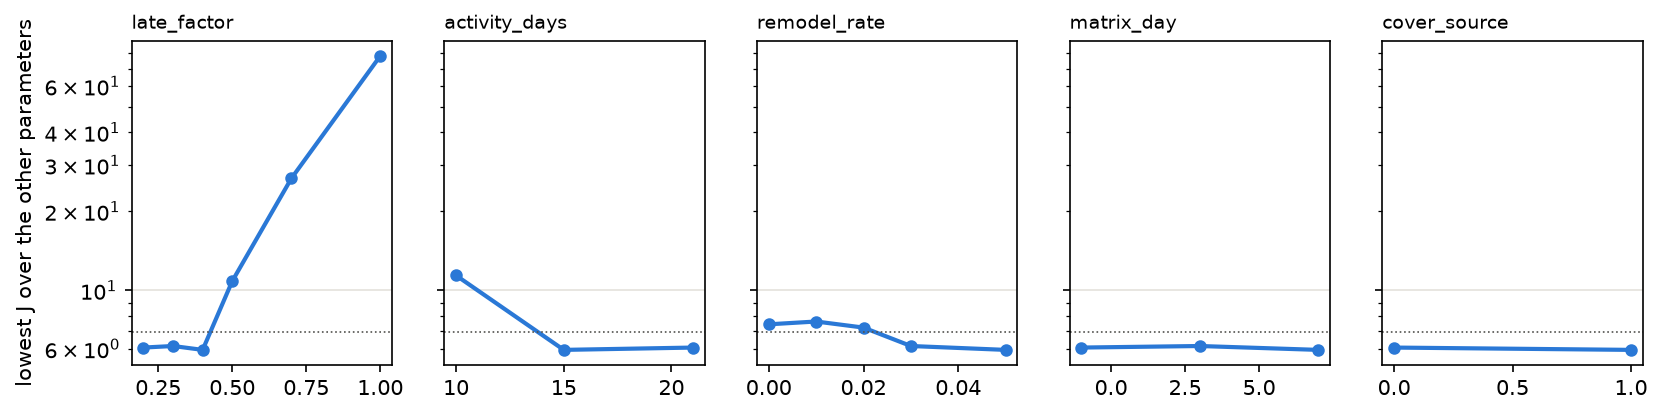 lowest J over the other parameters
late_factor
6 × 10¹
4 × 10¹
3 × 10¹
2 × 10¹
10¹
6 × 10⁰
0.25 0.50 0.75 1.00
activity_days
10 15 20
remodel_rate
0.00 0.02 0.04
matrix_day
0.0 2.5 5.0
cover_source
0.0 0.5 1.0